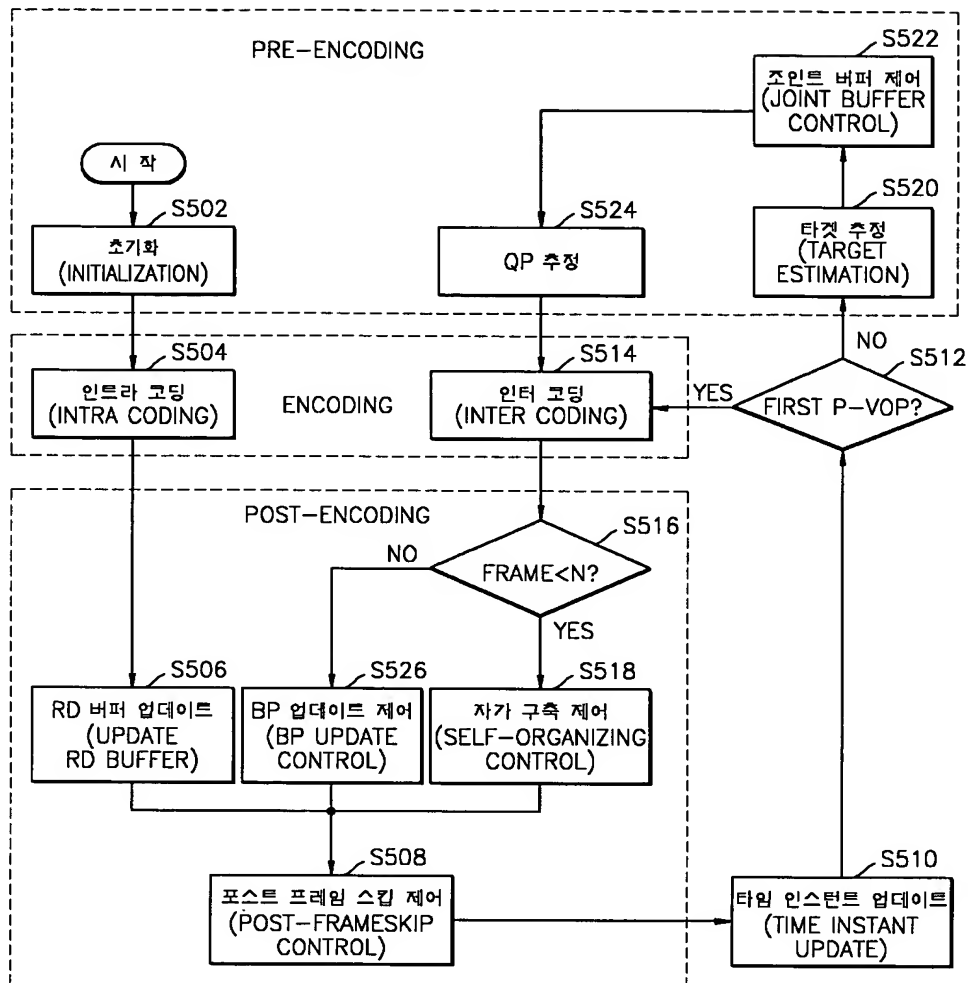 PRE-ENCODING
S522
조인트 버퍼 제어
(JOINT BUFFER
CONTROL)
시 작
S502
초기화
(INITIALIZATION)
S524
QP 추정
S520
타겟 추정
(TARGET
ESTIMATION)
NO
S504
인트라 코딩
(INTRA CODING)
ENCODING
S514
인터 코딩
(INTER CODING)
YES
S512
FIRST P-VOP?
POST-ENCODING
S516
NO
FRAME<N?
YES
S506
RD 버퍼 업데이트
(UPDATE
RD BUFFER)
S526
BP 업데이트 제어
(BP UPDATE
CONTROL)
S518
자가 구축 제어
(SELF-ORGANIZING
CONTROL)
S508
포스트 프레임 스킵 제어
(POST-FRAMESKIP
CONTROL)
S510
타임 인스턴트 업데이트
(TIME INSTANT
UPDATE)